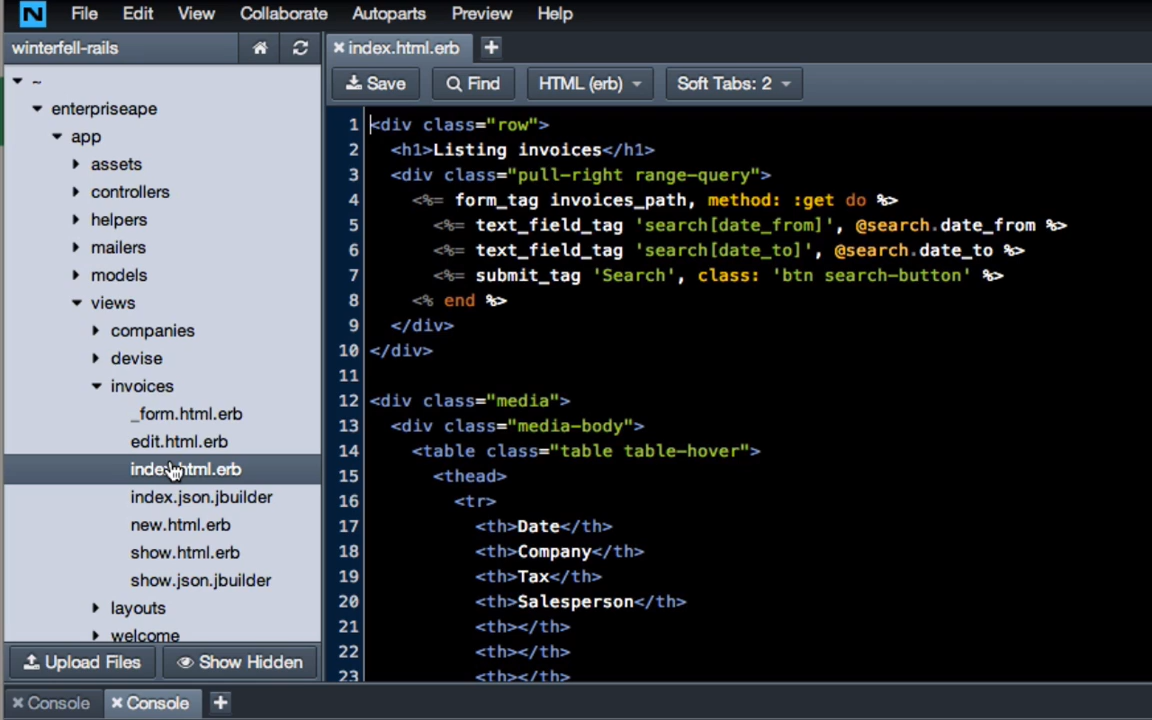 N File Edit View Collaborate Autoparts Preview Help
winterfell-rails
~
enterpriseape
app
assets
controllers
helpers
mailers
models
views
companies
devise
invoices
_form.html.erb
edit.html.erb
index.html.erb
index.json.jbuilder
new.html.erb
show.html.erb
show.json.jbuilder
layouts
welcome
Upload Files Show Hidden
× index.html.erb +
Save Find HTML (erb) Soft Tabs: 2
1 <div class="row">
2 <h1>Listing invoices</h1>
3 <div class="pull-right range-query">
4 <%= form_tag invoices_path, method: :get do %>
5 <%= text_field_tag 'search[date_from]', @search.date_from %>
6 <%= text_field_tag 'search[date_to]', @search.date_to %>
7 <%= submit_tag 'Search', class: 'btn search-button' %>
8 <% end %>
9 </div>
10 </div>
11
12 <div class="media">
13 <div class="media-body">
14 <table class="table table-hover">
15 <thead>
16 <tr>
17 <th>Date</th>
18 <th>Company</th>
19 <th>Tax</th>
20 <th>Salesperson</th>
21 <th></th>
22 <th></th>
23 <th></th>
× Console × Console +